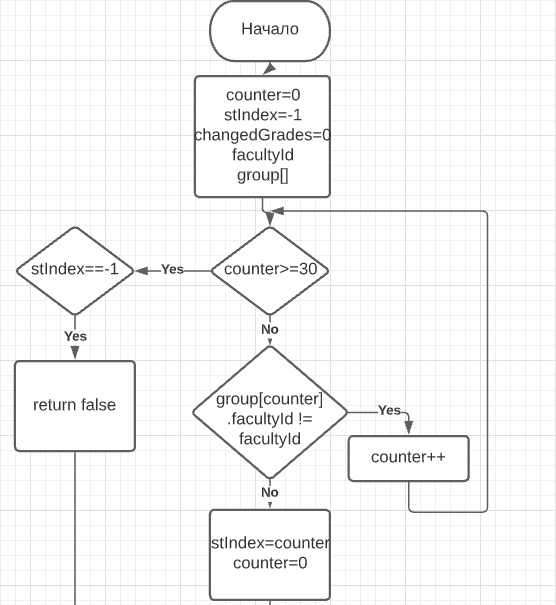 Начало
counter=0
stIndex=-1
changedGrades=0
facultyId
group[]
stIndex==-1
Yes
counter>=30
Yes
No
return false
group[counter]
.facultyId !=
facultyId
Yes
counter++
No
stIndex=counter
counter=0